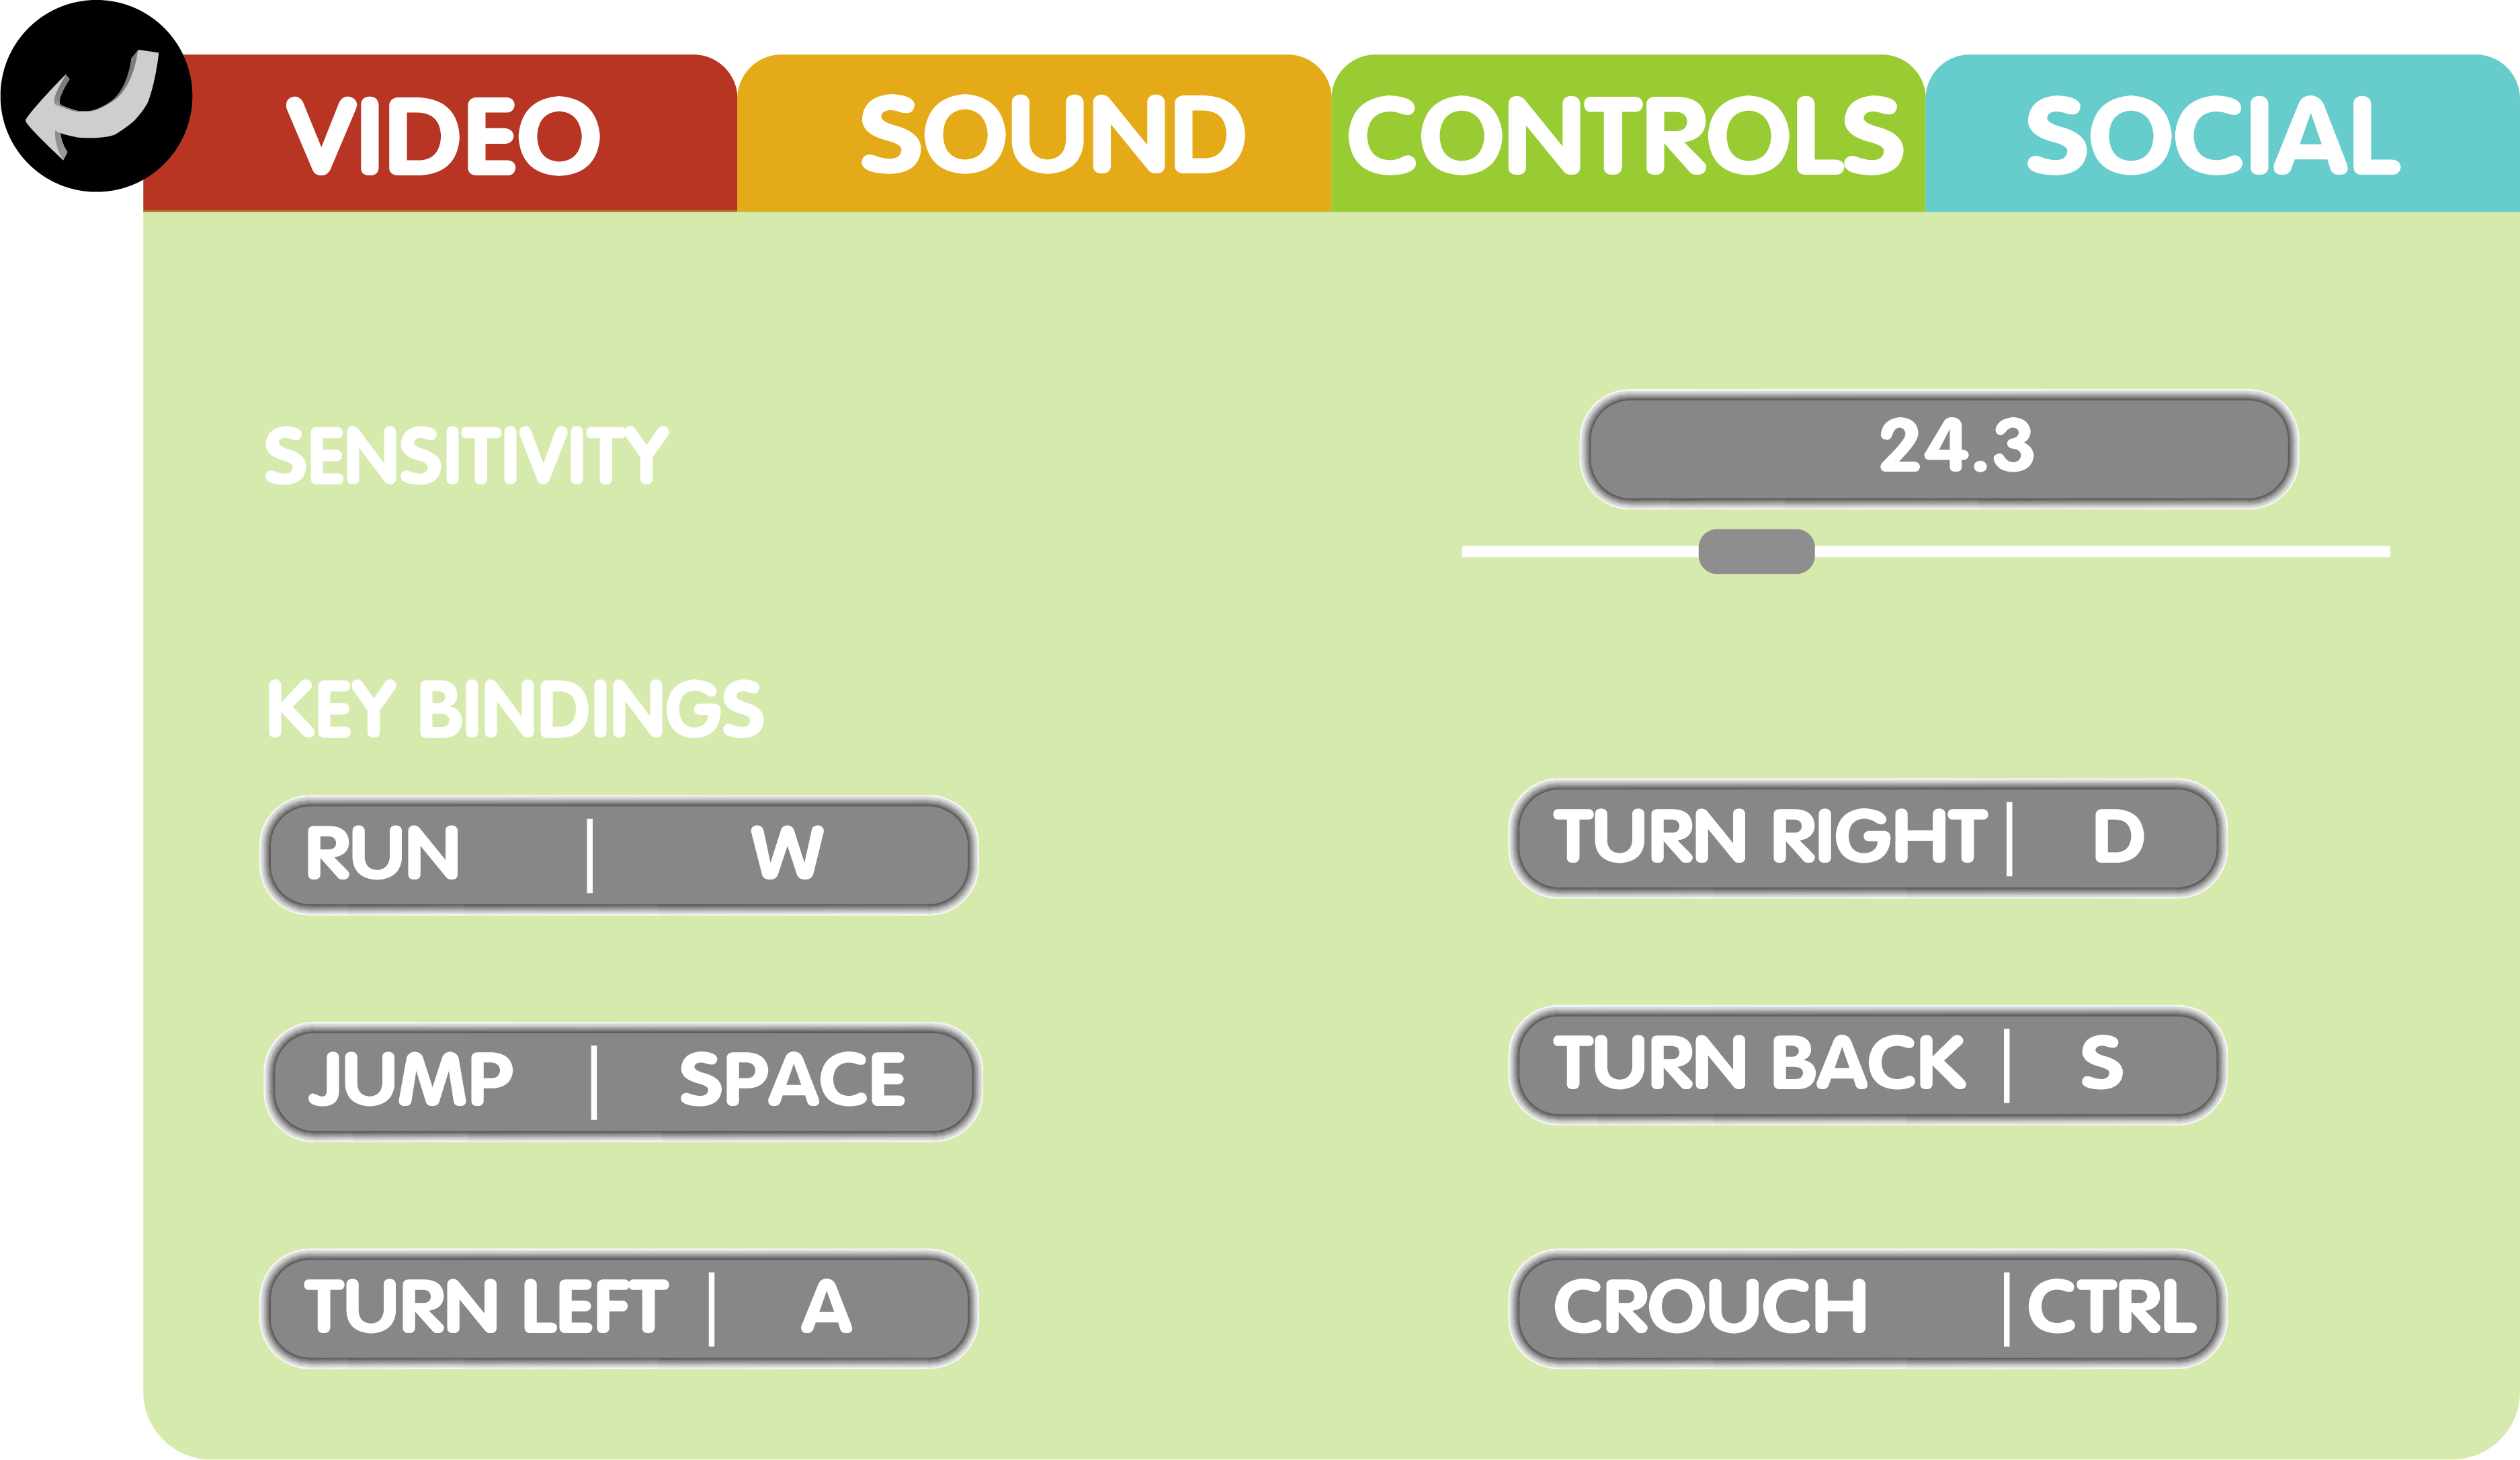 VIDEO SOUND CONTROLS SOCIAL
SENSITIVITY 24.3
KEY BINDINGS
RUN | W
TURN RIGHT | D
JUMP | SPACE
TURN BACK | S
TURN LEFT | A
CROUCH | CTRL